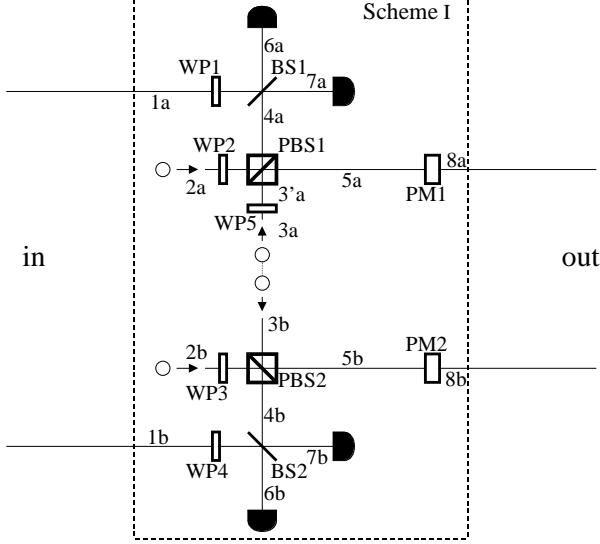 Scheme I
6a
WP1
BS1
7a
1a
4a
WP2
PBS1
8a
2a
5a
3'a
PM1
WP5
3a
in
out
3b
2b
5b
PM2
WP3
PBS2
8b
4b
1b
WP4
BS2
7b
6b